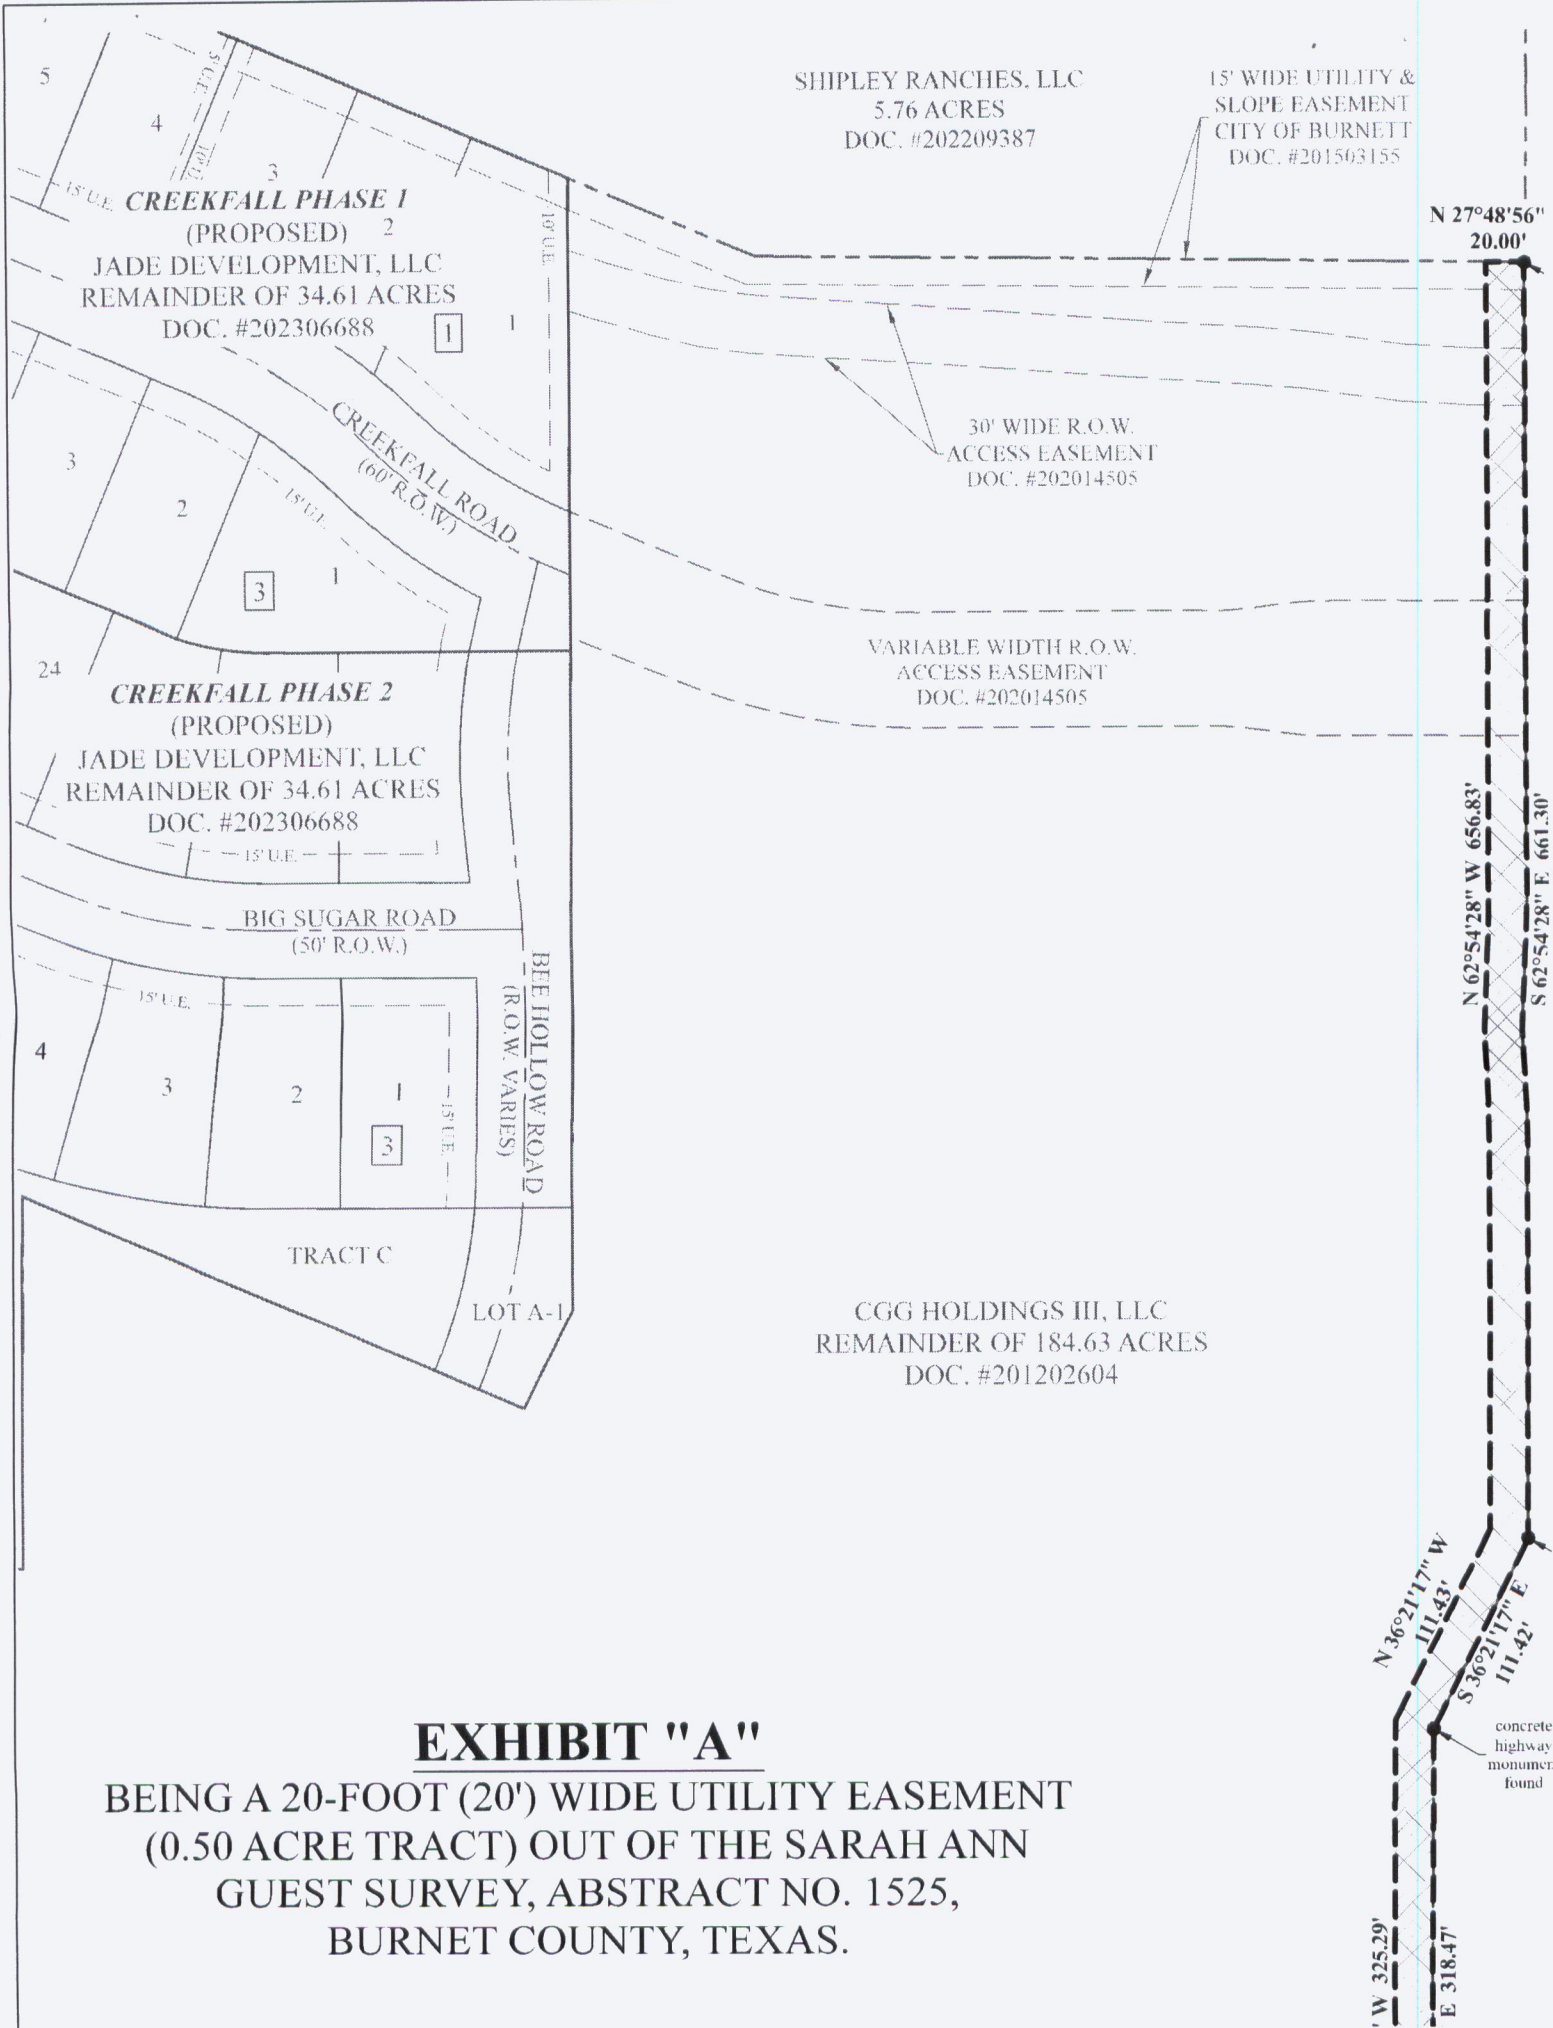 SHIPLEY RANCHES, LLC
5.76 ACRES
DOC. #202209387
15' WIDE UTILITY &
SLOPE EASEMENT
CITY OF BURNETT
DOC. #201503155
N 27°48'56"
20.00'
5
4
3
5' U.E.
15' U.E.
10' U.E.
CREEKFALL PHASE 1
(PROPOSED)
2
JADE DEVELOPMENT, LLC
REMAINDER OF 34.61 ACRES
DOC. #202306688
1
1
CREEKFALL ROAD
(60' R.O.W.)
30' WIDE R.O.W.
ACCESS EASEMENT
DOC. #202014505
3
2
15' U.E.
3
1
VARIABLE WIDTH R.O.W.
ACCESS EASEMENT
DOC. #202014505
24
CREEKFALL PHASE 2
(PROPOSED)
JADE DEVELOPMENT, LLC
REMAINDER OF 34.61 ACRES
DOC. #202306688
15' U.E.
N 62°54'28" W 656.83'
S 62°54'28" E 661.30'
BIG SUGAR ROAD
(50' R.O.W.)
BEE HOLLOW ROAD
(R.O.W. VARIES)
15' U.E.
4
3
2
1
3
15' U.E.
TRACT C
LOT A-1
CGG HOLDINGS III, LLC
REMAINDER OF 184.63 ACRES
DOC. #201202604
N 36°21'17" W
111.43'
S 36°21'17" E
111.42'
concrete
highway
found
EXHIBIT "A"
BEING A 20-FOOT (20') WIDE UTILITY EASEMENT
(0.50 ACRE TRACT) OUT OF THE SARAH ANN
GUEST SURVEY, ABSTRACT NO. 1525,
BURNET COUNTY, TEXAS.
W 325.29'
E 318.47'